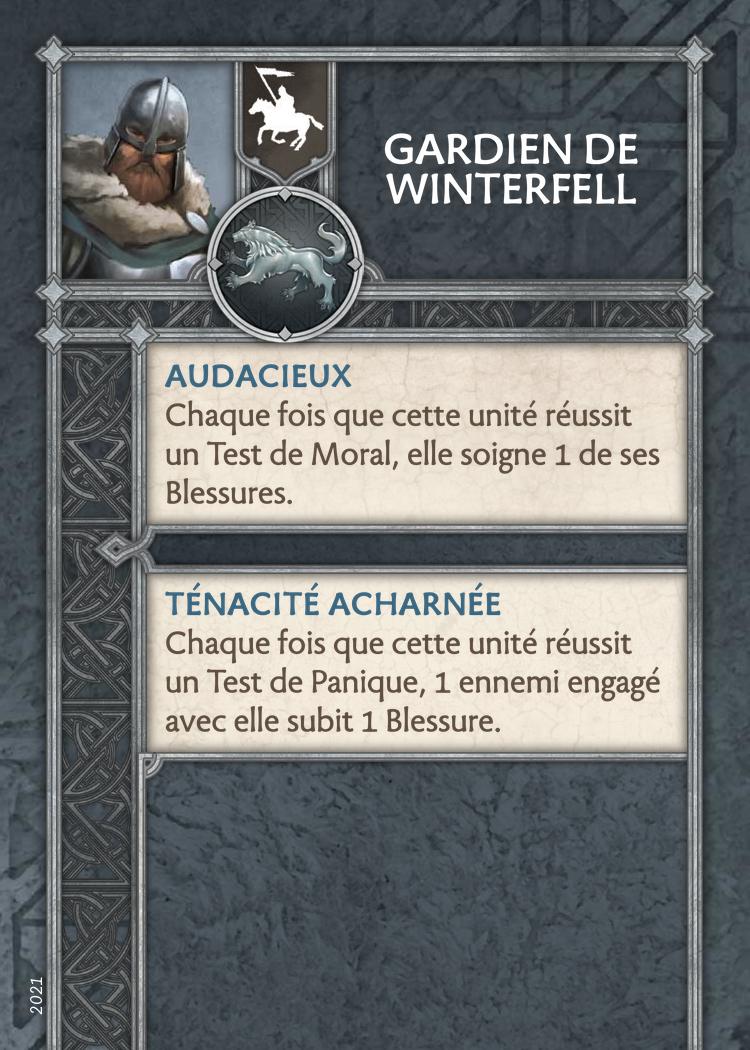 GARDIEN DE
WINTERFELL
AUDACIEUX
Chaque fois que cette unité réussit
un Test de Moral, elle soigne 1 de ses
Blessures.
TÉNACITÉ ACHARNÉE
Chaque fois que cette unité réussit
un Test de Panique, 1 ennemi engagé
avec elle subit 1 Blessure.
2021